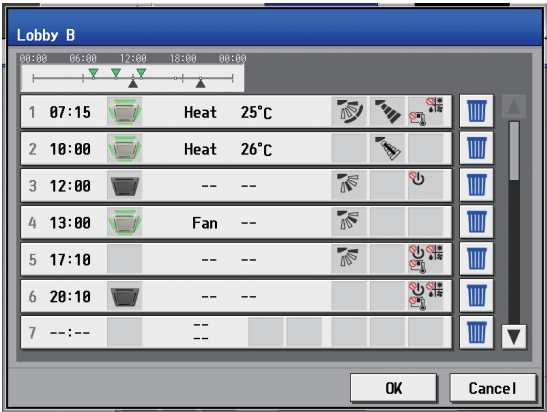 Lobby B
00:00 06:00 12:00 18:00 00:00
1 07:15 Heat 25°C
2 10:00 Heat 26°C
3 12:00 -- --
4 13:00 Fan --
5 17:10 -- --
6 20:10 -- --
7 --:-- --
--
OK Cancel